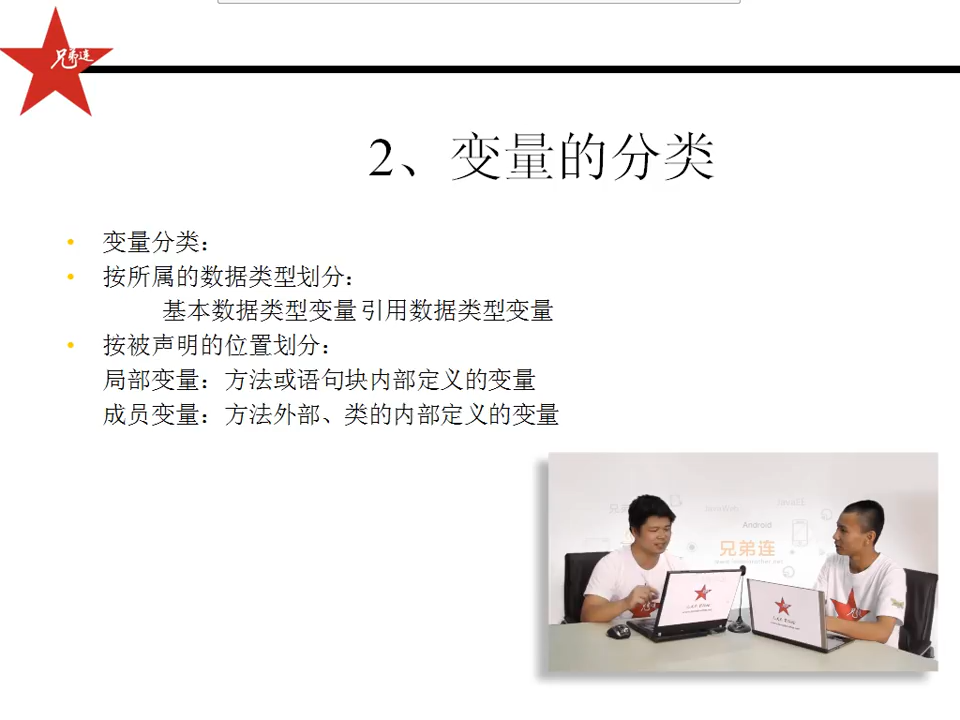 兄弟连
2、变量的分类
• 变量分类：
• 按所属的数据类型划分：
基本数据类型变量 引用数据类型变量
• 按被声明的位置划分：
局部变量：方法或语句块内部定义的变量
成员变量：方法外部、类的内部定义的变量
Android
兄弟连